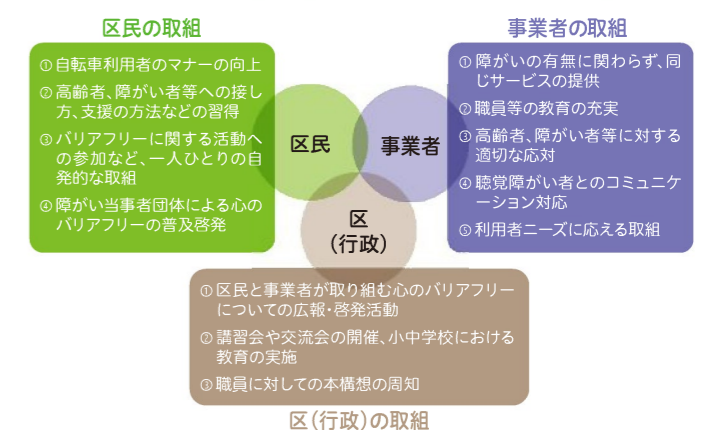 区民の取組
①自転車利用者のマナーの向上
②高齢者、障がい者等への接し
方、支援の方法などの習得
③バリアフリーに関する活動へ
の参加など、一人ひとりの自
発的な取組
④障がい当事者団体による心の
バリアフリーの普及啓発
事業者の取組
①障がいの有無に関わらず、同
じサービスの提供
②職員等の教育の充実
③高齢者、障がい者等に対する
適切な応対
④聴覚障がい者とのコミュニケ
ーション対応
⑤利用者ニーズに応える取組
区民
事業者
区
(行政)
①区民と事業者が取り組む心のバリアフリー
についての広報・啓発活動
②講習会や交流会の開催、小中学校における
教育の実施
③職員に対しての本構想の周知
区(行政)の取組